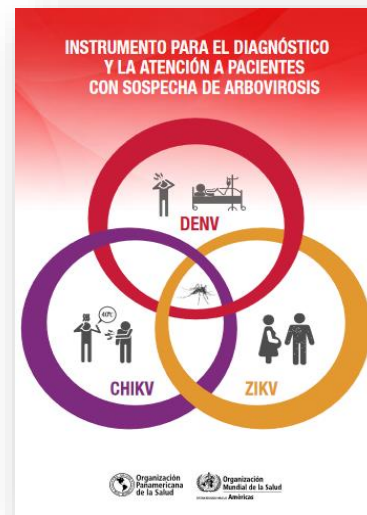 INSTRUMENTO PARA EL DIAGNÓSTICO
Y LA ATENCIÓN A PACIENTES
CON SOSPECHA DE ARBOVIROSIS
DENV
CHIKV
ZIKV
Organización
Panamericana
de la Salud
Organización
Mundial de la Salud
Américas